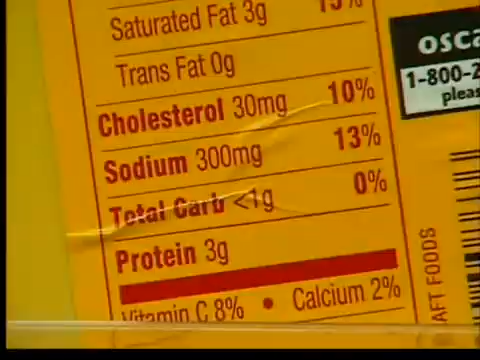 Saturated Fat 3g 15%
Trans Fat 0g
Cholesterol 30mg 10%
Sodium 300mg 13%
Total Carb <1g 0%
Protein 3g
Vitamin C 8% • Calcium 2%
osca
1-800-2
pleas
AFT FOODS